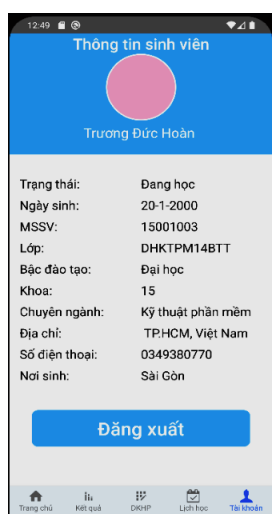 12:49
Thông tin sinh viên
Trương Đức Hoàn
Trạng thái: Đang học
Ngày sinh: 20-1-2000
MSSV: 15001003
Lớp: DHKTPM14BTT
Bậc đào tạo: Đại học
Khoa: 15
Chuyên ngành: Kỹ thuật phần mềm
Địa chỉ: TP.HCM, Việt Nam
Số điện thoại: 0349380770
Nơi sinh: Sài Gòn
Đăng xuất
Trang chủ Kết quả DKHP Lịch học Tài khoản